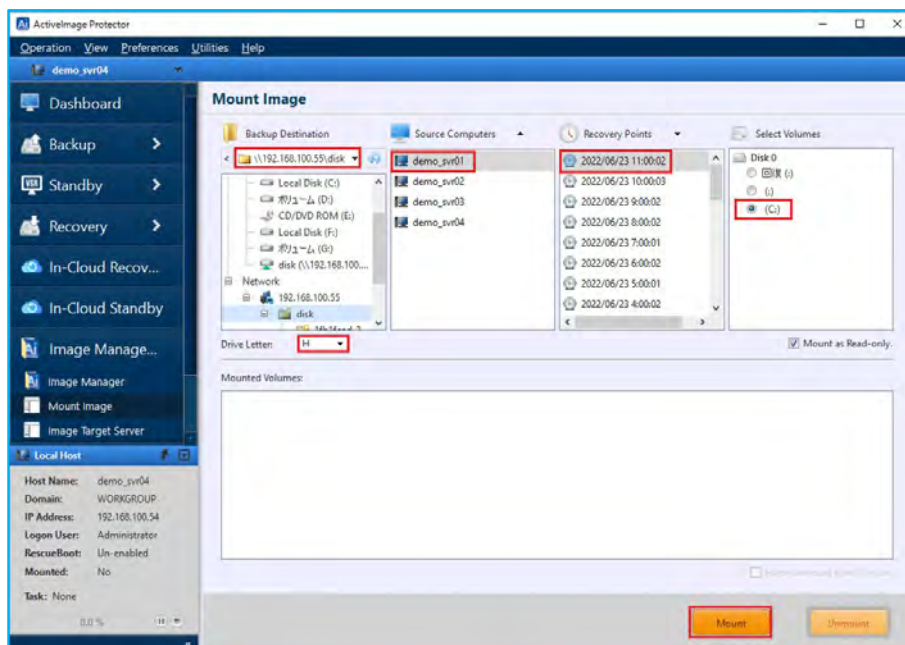 ActiveImage Protector
Operation View Preferences Utilities Help
demo_svr04
Dashboard
Backup
Standby
Recovery
In-Cloud Recov...
In-Cloud Standby
Image Manage...
Image Manager
Mount Image
Image Target Server
Local Host
Host Name: demo_svr04
Domain: WORKGROUP
IP Address: 192.168.100.54
Logon User: Administrator
RescueBoot: Un-enabled
Mounted: No
Task: None
0.0 %
Mount Image
Backup Destination
\\192.168.100.55\disk
Local Disk (C:)
ボリューム (D:)
CD/DVD ROM (E:)
Local Disk (F:)
ボリューム (G:)
disk (\\192.168.100....
Network
192.168.100.55
disk
Source Computers
demo_svr01
demo_svr02
demo_svr03
demo_svr04
Recovery Points
2022/06/23 11:00:02
2022/06/23 10:00:03
2022/06/23 9:00:02
2022/06/23 8:00:02
2022/06/23 7:00:01
2022/06/23 6:00:02
2022/06/23 5:00:01
2022/06/23 4:00:02
Select Volumes
Disk 0
回復 (:)
(:)
(C:)
Drive Letter: H
Mount as Read-only.
Mounted Volumes:
Mount
Unmount